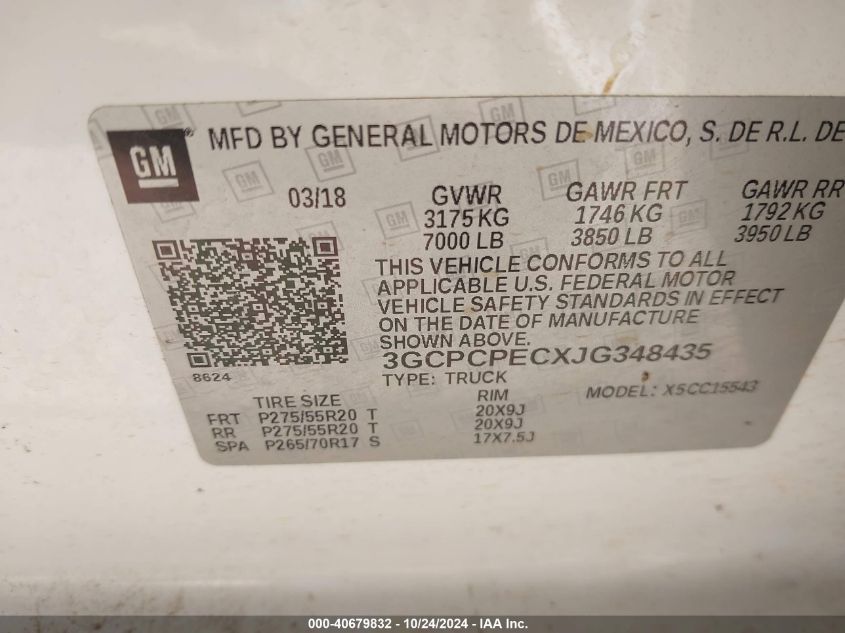 GM ® MFD BY GENERAL MOTORS DE MEXICO, S. DE R.L. DE
03/18 GVWR GAWR FRT GAWR RR
3175 KG 1746 KG 1792 KG
7000 LB 3850 LB 3950 LB
THIS VEHICLE CONFORMS TO ALL
APPLICABLE U.S. FEDERAL MOTOR
VEHICLE SAFETY STANDARDS IN EFFECT
ON THE DATE OF MANUFACTURE
SHOWN ABOVE.
3GCPCPECXJG348435
8624 TYPE: TRUCK MODEL: X5CC15543
TIRE SIZE RIM
FRT P275/55R20 T 20X9J
RR P275/55R20 T 20X9J
SPA P265/70R17 S 17X7.5J
000-40679832 - 10/24/2024 - IAA Inc.